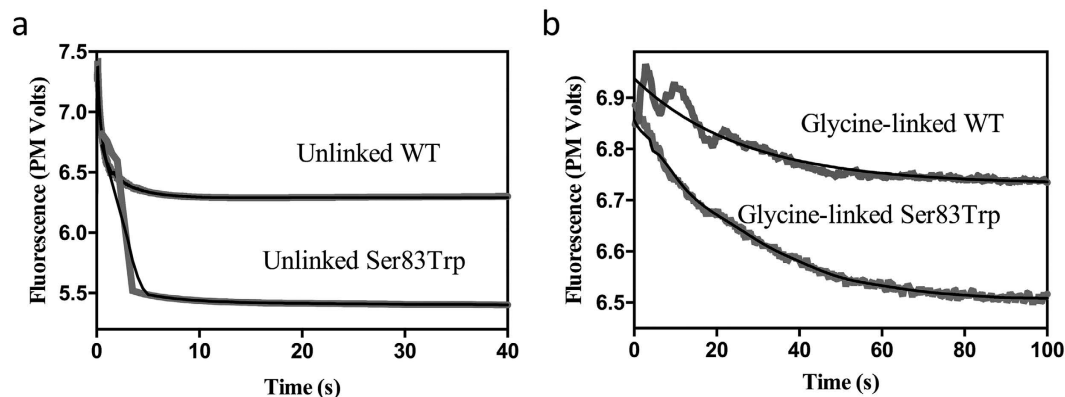 a
7.5
7.0
6.5
6.0
5.5
Fluorescence (PM Volts)
Unlinked WT
Unlinked Ser83Trp
0
10
20
30
40
Time (s)
b
6.9
6.8
6.7
6.6
6.5
Fluorescence (PM Volts)
Glycine-linked WT
Glycine-linked Ser83Trp
0
20
40
60
80
100
Time (s)